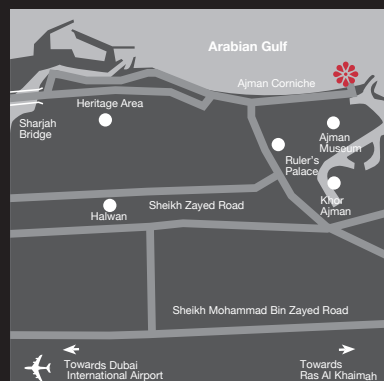 Arabian Gulf
Ajman Corniche
Heritage Area
Sharjah
Bridge
Ajman
Museum
Ruler's
Palace
Khor
Ajman
Sheikh Zayed Road
Halwan
Sheikh Mohammad Bin Zayed Road
Towards Dubai
International Airport
Towards
Ras Al Khaimah